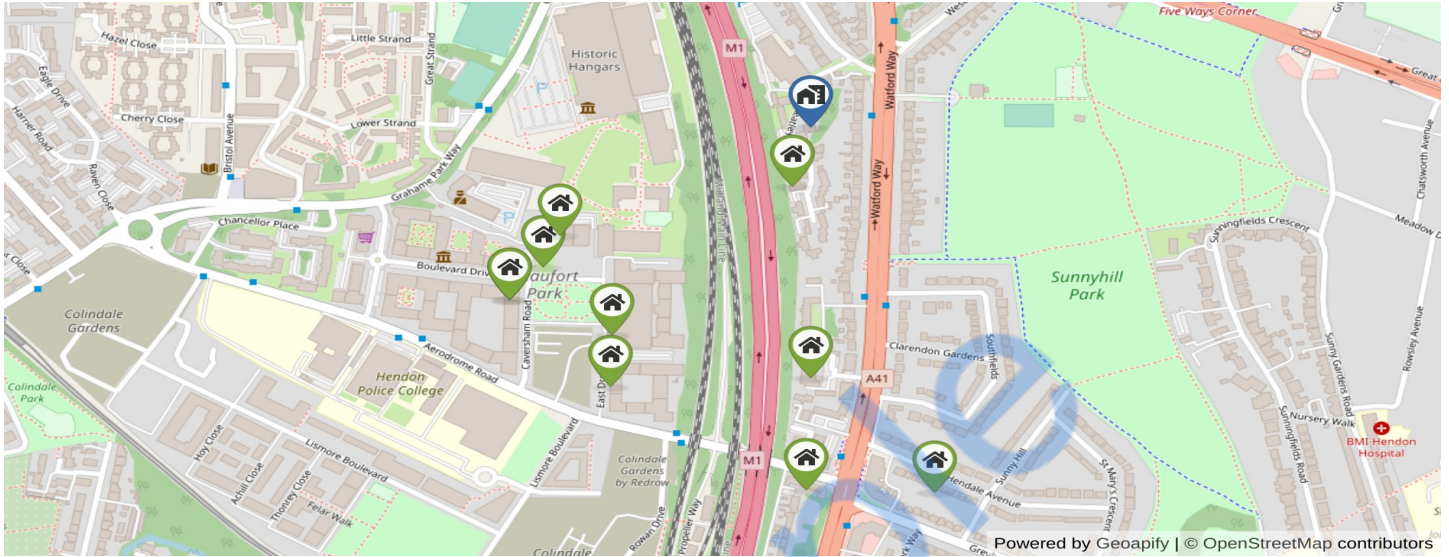 Five Ways Corner
Hazel Close
Little Strand
Great Strand
Historic
Hangars
M1
Watford Way
Eagle Drive
Harrier Road
Cherry Close
Lower Strand
Bristol Avenue
Raven Close
Grahame Park Way
Chatsworth Avenue
Chancellor Place
Watford Way
Midland Main Line
Sunningfields Crescent
Meadow D
Boulevard Drive
aufort
Park
Sunnyhill
Park
Colindale
Gardens
Caversham Road
Aerodrome Road
Clarendon Gardens
Southfields
Sunny Gardens Road
Rowsley Avenue
Hendon
Police College
East D
A41
Colindale
Park
Hoy Close
Lismore Boulevard
Lismore Boulevard
Achill Close
Thonrey Close
Felar Walk
Colindale
Gardens
by Redrow
M1
Sunny Hill
Hendale Avenue
St Mary's Crescent
Sunningfields Road
Nursery Walk
BMI Hendon
Hospital
Rowan Drive
Propeller Way
Colindale
Powered by Geoapify | © OpenStreetMap contributors